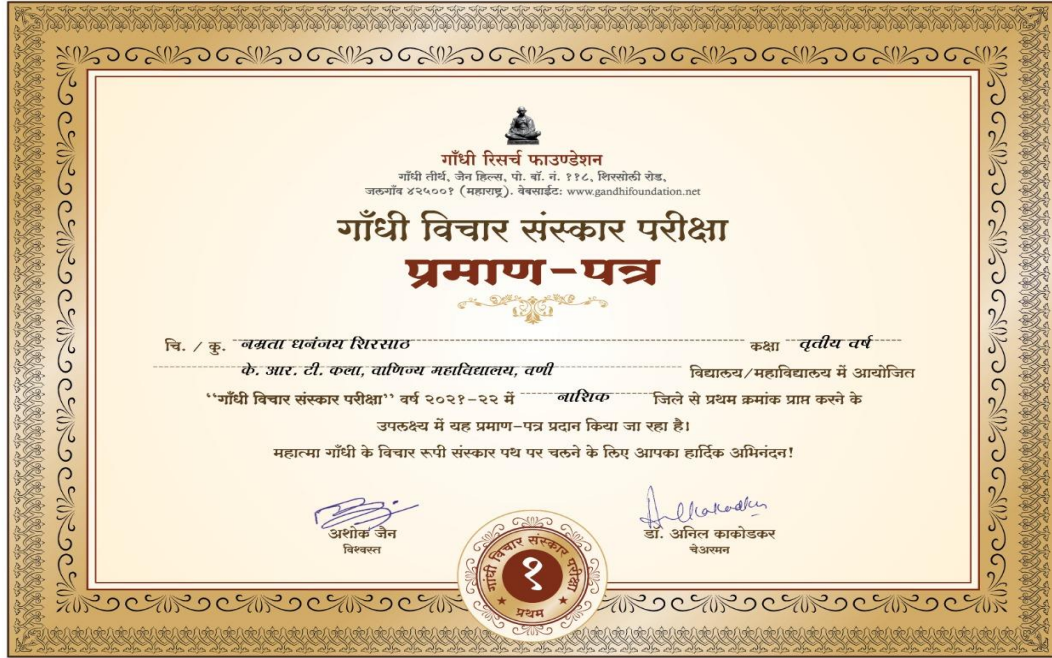 गाँधी रिसर्च फाउण्डेशन
गाँधी तीर्थ, जैन हिल्स, पो. बॉ. नं. ११८, शिरसोली रोड,
जलगाँव ४२५००१ (महाराष्ट्र). वेबसाईटः www.gandhifoundation.net
गाँधी विचार संस्कार परीक्षा
प्रमाण-पत्र
चि. / कु. नम्रता धनंजय शिरसाठ कक्षा तृतीय वर्ष
के. आर. टी. कला, वाणिज्य महाविद्यालय, वणी विद्यालय/महाविद्यालय में आयोजित
‘‘गाँधी विचार संस्कार परीक्षा’’ वर्ष २०२१-२२ में नाशिक जिले से प्रथम क्रमांक प्राप्त करने के
उपलक्ष्य में यह प्रमाण-पत्र प्रदान किया जा रहा है।
महात्मा गाँधी के विचार रूपी संस्कार पथ पर चलने के लिए आपका हार्दिक अभिनंदन!
अशोक जैन
विश्वस्त
डॉ. अनिल काकोडकर
चेअरमन
गांधी विचार संस्कार परीक्षा
१
प्रथम